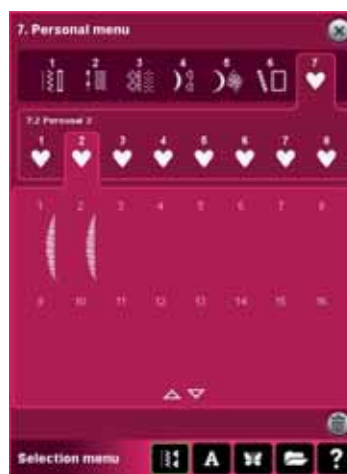 7. Personal menu
1 2 3 4 5 6 7
7:2 Personal 2
1 2 3 4 5 6 7 8
1 2 3 4 5 6 7 8
9 10 11 12 13 14 15 16
Selection menu A ?